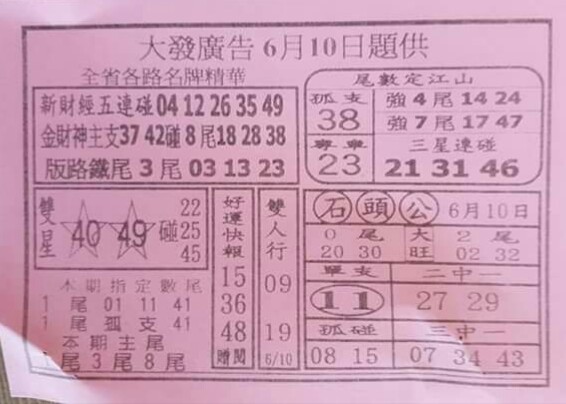 大發廣告6月10日題供
全省各路名牌精華
新財經五連碰 04 12 26 35 49
金財神主支37 42碰8尾18 28 38
版路鐵尾 3 尾 03 13 23
尾數定江山
孤支
38
強 4 尾 14 24
強 7 尾 17 47
專車
23
三星連碰
21 31 46
雙星
40 49
碰
22
25
45
本期指定數尾
1 尾 01 11 41
1 尾 孤 支 41
本期主尾
尾 3 尾 8 尾
好運快報
15
36
48
贈閱
雙人行
09
19
6/10
石頭公 6月10日
0 尾
20 30
大旺
2 尾
02 32
單支
11
二中一
27 29
孤碰
08 15
三中一
07 34 43